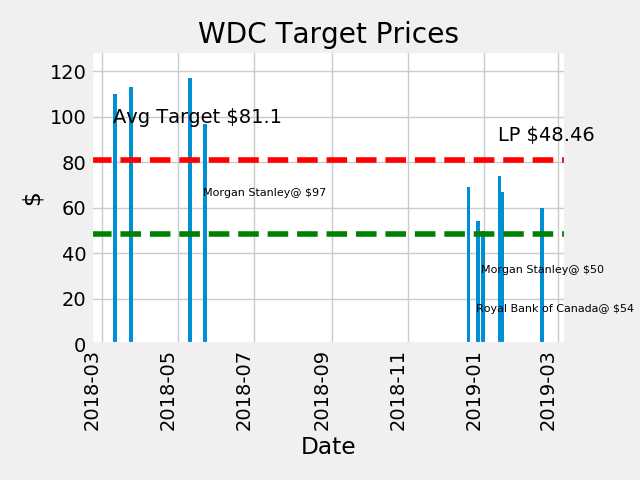 WDC Target Prices
120
100
80
60
40
20
0
$
Avg Target $81.1
LP $48.46
Morgan Stanley@ $97
Morgan Stanley@ $50
Royal Bank of Canada@ $54
2018-03
2018-05
2018-07
2018-09
2018-11
2019-01
2019-03
Date